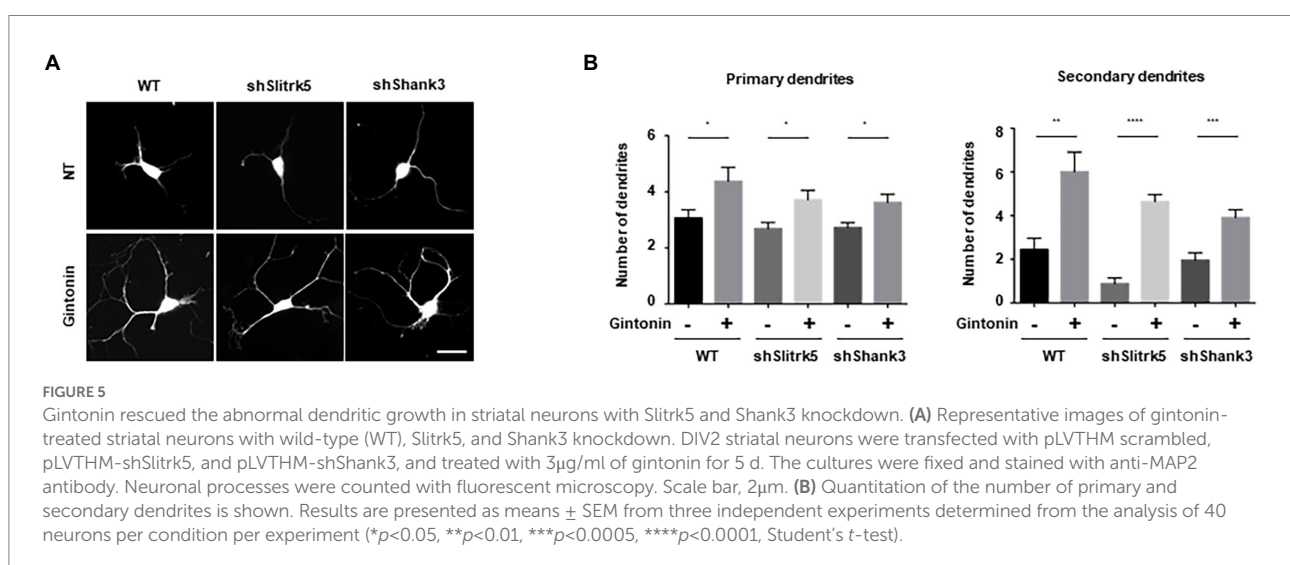 A
WT
shSlitrk5
shShank3
NT
Gintonin
B
Primary dendrites
Number of dendrites
6
4
2
0
*
*
*
Gintonin
- + - + - +
WT shSlitrk5 shShank3
Secondary dendrites
Number of dendrites
8
6
4
2
0
**
****
***
Gintonin
- + - + - +
WT shSlitrk5 shShank3
FIGURE 5
Gintonin rescued the abnormal dendritic growth in striatal neurons with Slitrk5 and Shank3 knockdown. (A) Representative images of gintonin-
treated striatal neurons with wild-type (WT), Slitrk5, and Shank3 knockdown. DIV2 striatal neurons were transfected with pLVTHM scrambled,
pLVTHM-shSlitrk5, and pLVTHM-shShank3, and treated with 3μg/ml of gintonin for 5 d. The cultures were fixed and stained with anti-MAP2
antibody. Neuronal processes were counted with fluorescent microscopy. Scale bar, 2μm. (B) Quantitation of the number of primary and
secondary dendrites is shown. Results are presented as means ± SEM from three independent experiments determined from the analysis of 40
neurons per condition per experiment (*p<0.05, **p<0.01, ***p<0.0005, ****p<0.0001, Student's t-test).